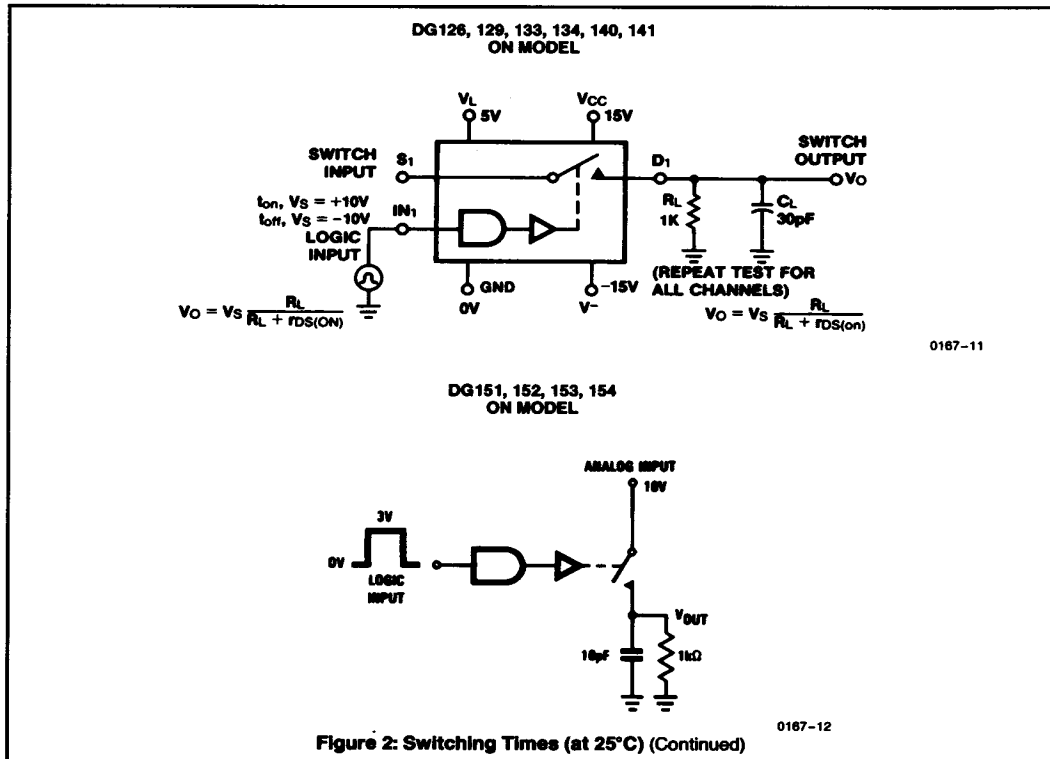 DG126, 129, 133, 134, 140, 141
ON MODEL
VL
5V
VCC
15V
SWITCH
INPUT
S1
D1
SWITCH
OUTPUT
VO
ton, VS = +10V
toff, VS = −10V
LOGIC
INPUT
IN1
RL
1K
CL
30pF
GND
0V
−15V
V−
(REPEAT TEST FOR
ALL CHANNELS)
VO = VS RL / RL + rDS(ON)
VO = VS RL / RL + rDS(on)
0167–11
DG151, 152, 153, 154
ON MODEL
ANALOG INPUT
10V
3V
0V
LOGIC
INPUT
VOUT
10pF
1kΩ
0167–12
Figure 2: Switching Times (at 25°C) (Continued)